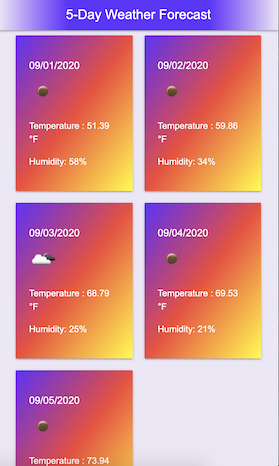 5-Day Weather Forecast
09/01/2020
Temperature : 51.39
°F
Humidity: 58%
09/02/2020
Temperature : 59.86
°F
Humidity: 34%
09/03/2020
Temperature : 68.79
°F
Humidity: 25%
09/04/2020
Temperature : 69.53
°F
Humidity: 21%
09/05/2020
Temperature : 73.94